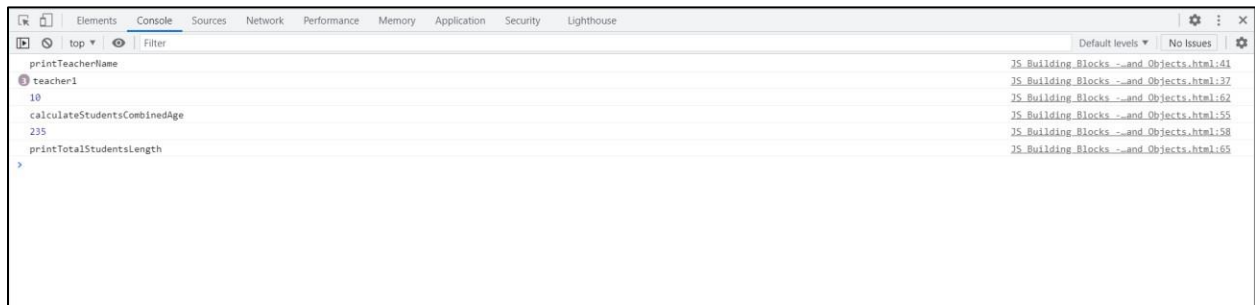 Elements Console Sources Network Performance Memory Application Security Lighthouse
top Filter Default levels No Issues
printTeacherName JS Building Blocks -…and Objects.html:41
3 teacher1 JS Building Blocks -…and Objects.html:37
10 JS Building Blocks -…and Objects.html:62
calculateStudentsCombinedAge JS Building Blocks -…and Objects.html:55
235 JS Building Blocks -…and Objects.html:58
printTotalStudentsLength JS Building Blocks -…and Objects.html:65